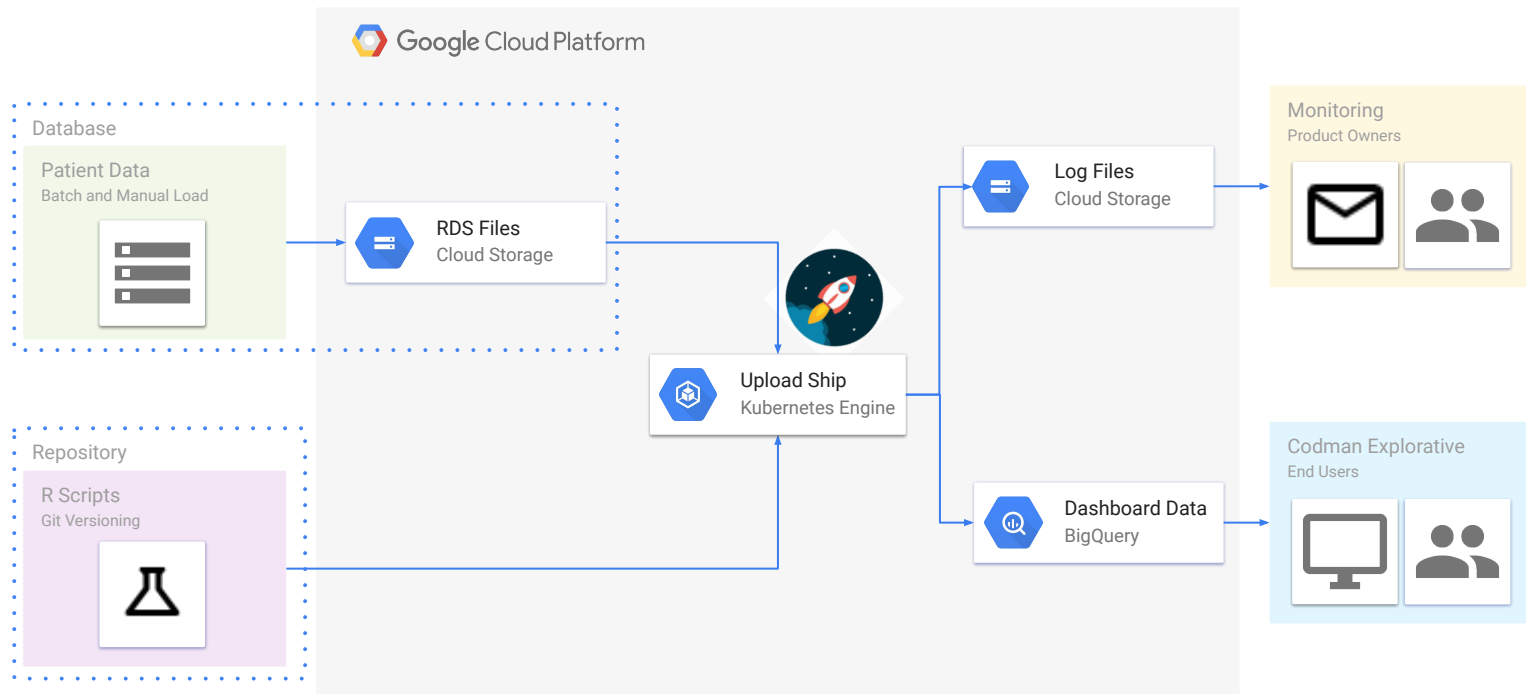 Google Cloud Platform
Database
Patient Data
Batch and Manual Load
RDS Files
Cloud Storage
Repository
R Scripts
Git Versioning
Upload Ship
Kubernetes Engine
Log Files
Cloud Storage
Dashboard Data
BigQuery
Monitoring
Product Owners
Codman Explorative
End Users